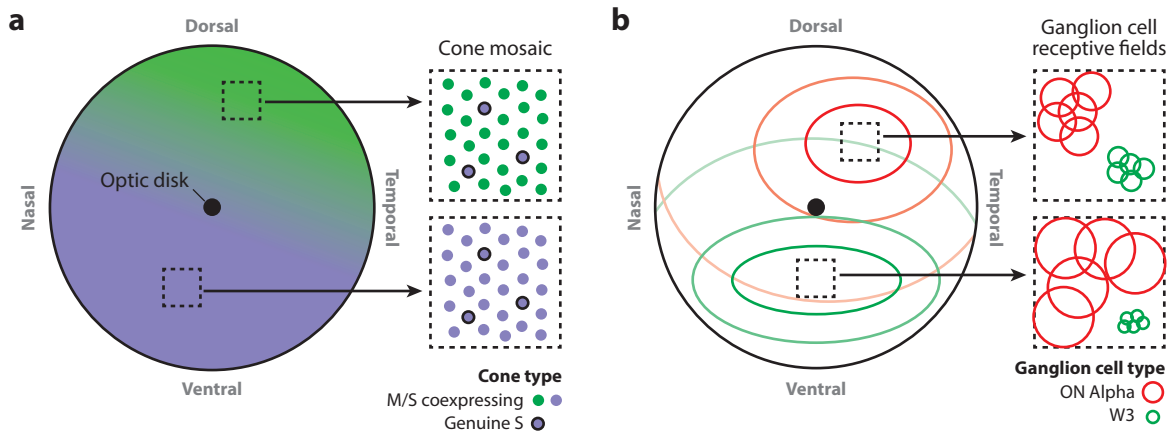 a
Dorsal
Nasal
Optic disk
Temporal
Ventral
Cone mosaic
Cone type
M/S coexpressing
Genuine S
b
Dorsal
Nasal
Temporal
Ventral
Ganglion cell
receptive fields
Ganglion cell type
ON Alpha
W3